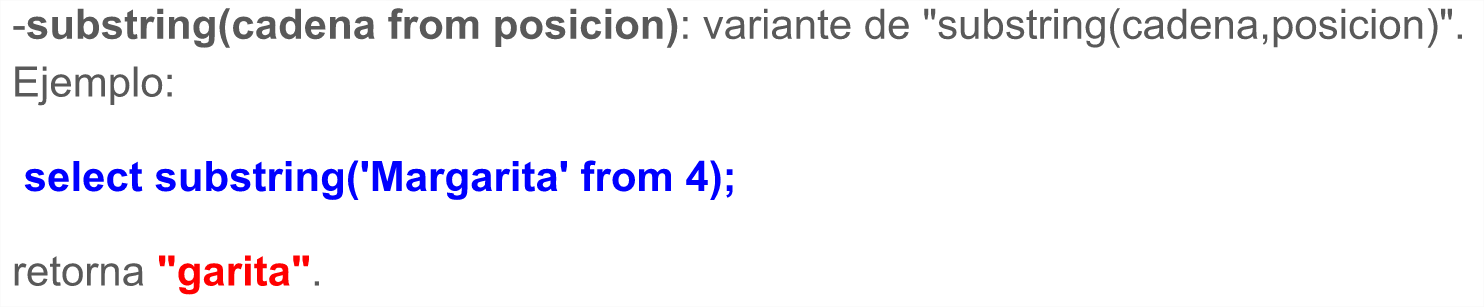 -substring(cadena from posicion): variante de "substring(cadena,posicion)".
Ejemplo:
select substring('Margarita' from 4);
retorna "garita".